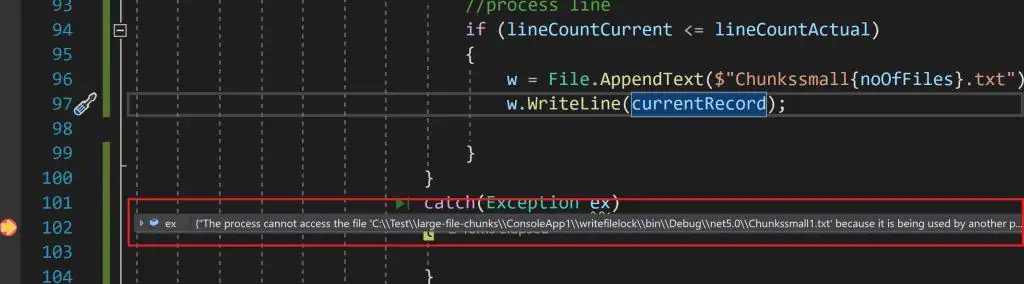 93 //process line
94 if (lineCountCurrent <= lineCountActual)
95 {
96 w = File.AppendText($"Chunkssmall{noOfFiles}.txt")
97 w.WriteLine(currentRecord);
98
99 }
100 }
101 catch(Exception ex)
102 ex {"The process cannot access the file 'C:\\Test\\large-file-chunks\\ConsoleApp1\\writefilelock\\bin\\Debug\\net5.0\\Chunkssmall1.txt' because it is being used by another p...
103
104 }